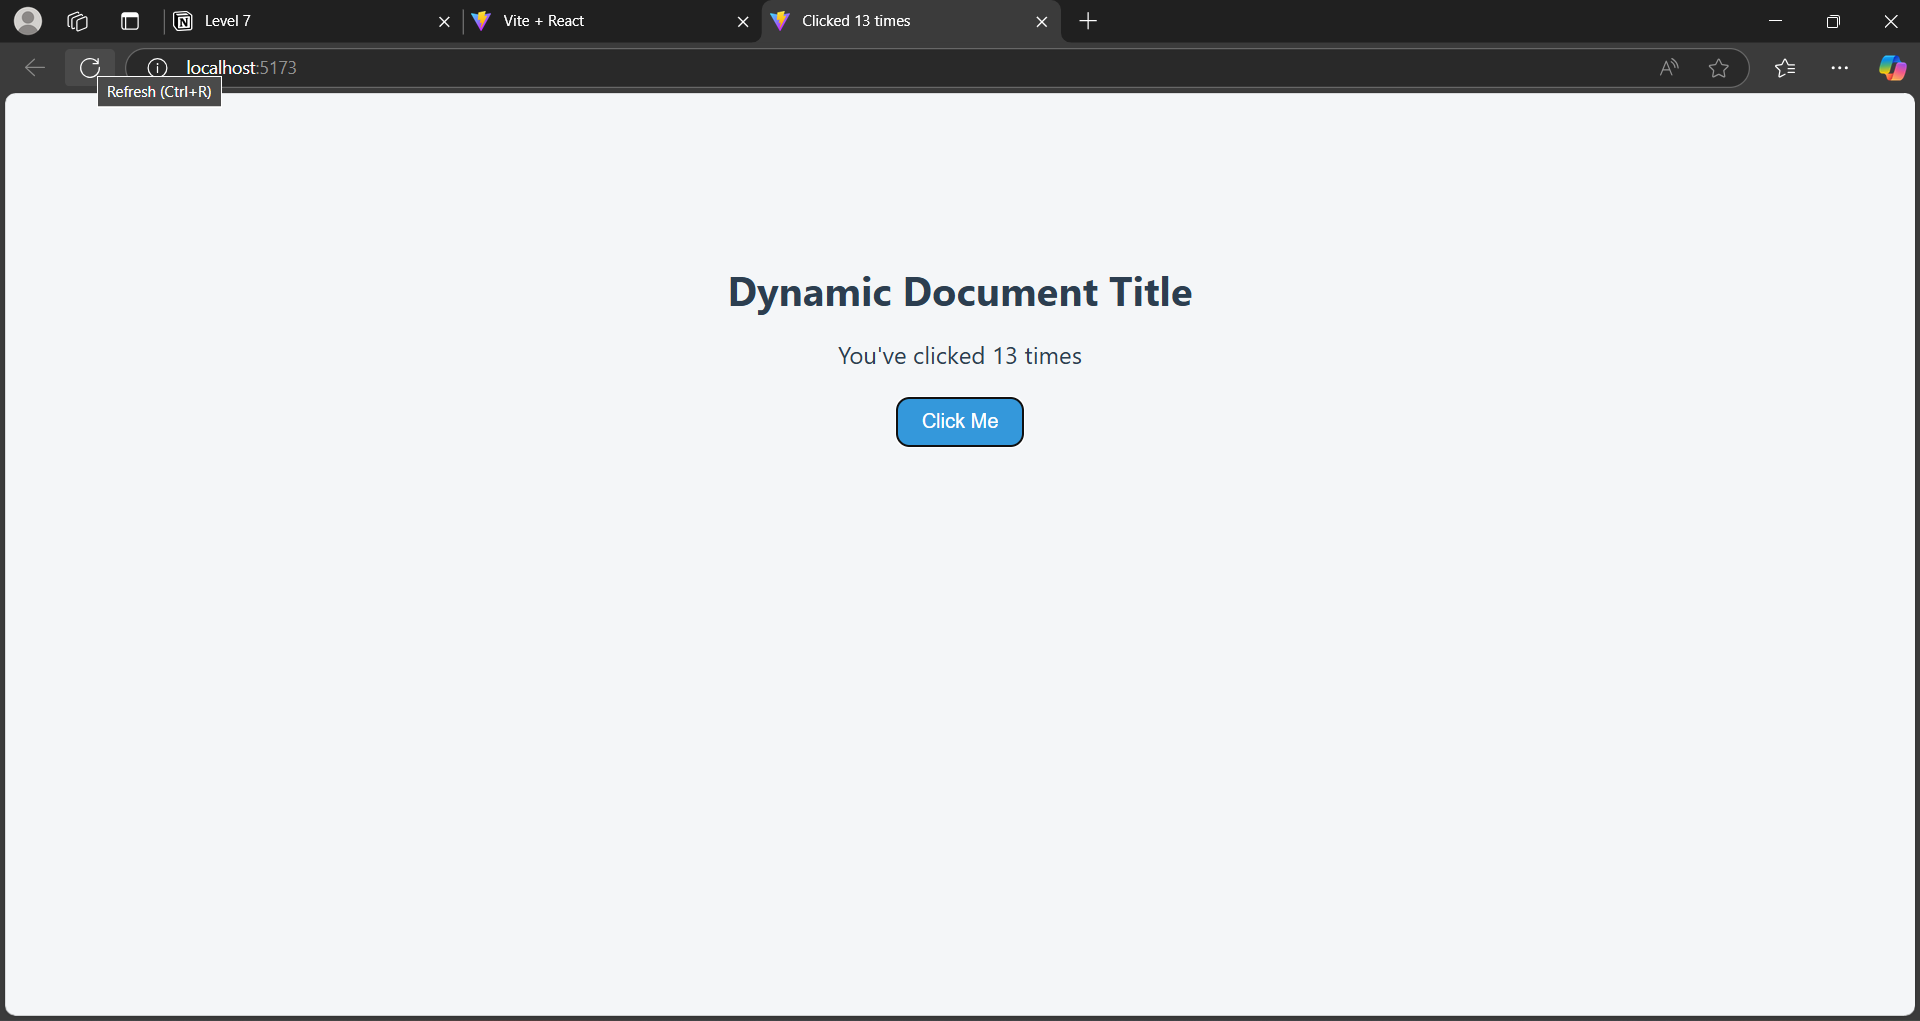 Level 7
Vite + React
Clicked 13 times
localhost:5173
Refresh (Ctrl+R)
Dynamic Document Title
You've clicked 13 times
Click Me